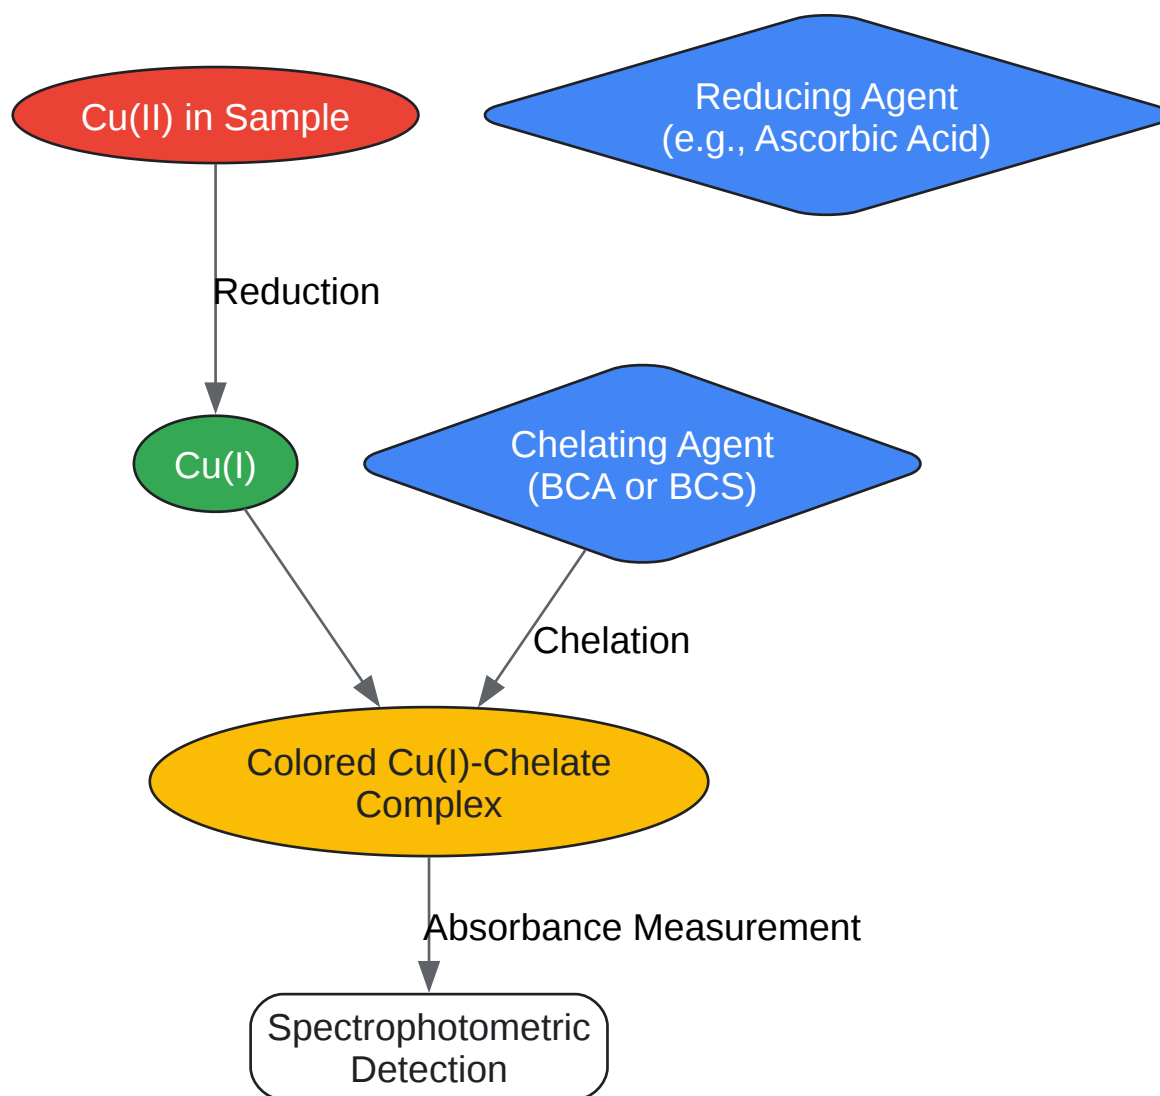 Cu(II) in Sample
Reducing Agent
(e.g., Ascorbic Acid)
Reduction
Cu(I)
Chelating Agent
(BCA or BCS)
Chelation
Colored Cu(I)-Chelate
Complex
Absorbance Measurement
Spectrophotometric
Detection